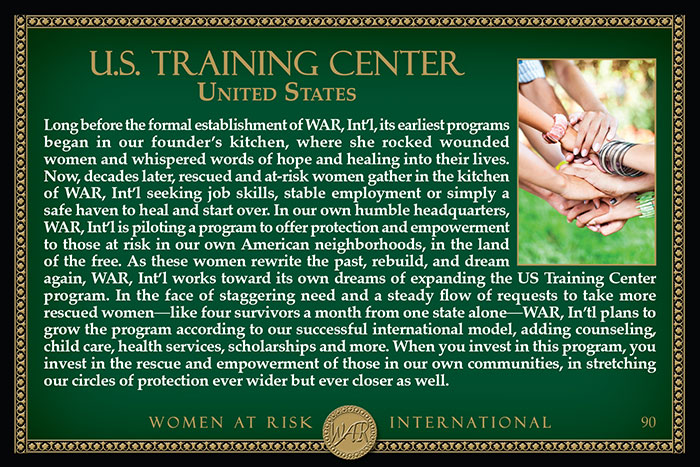 U.S. TRAINING CENTER
UNITED STATES
Long before the formal establishment of WAR, Int'l, its earliest programs
began in our founder's kitchen, where she rocked wounded
women and whispered words of hope and healing into their lives.
Now, decades later, rescued and at-risk women gather in the kitchen
of WAR, Int'l seeking job skills, stable employment or simply a
safe haven to heal and start over. In our own humble headquarters,
WAR, Int'l is piloting a program to offer protection and empowerment
to those at risk in our own American neighborhoods, in the land
of the free. As these women rewrite the past, rebuild, and dream
again, WAR, Int'l works toward its own dreams of expanding the US Training Center
program. In the face of staggering need and a steady flow of requests to take more
rescued women—like four survivors a month from one state alone—WAR, In'tl plans to
grow the program according to our successful international model, adding counseling,
child care, health services, scholarships and more. When you invest in this program, you
invest in the rescue and empowerment of those in our own communities, in stretching
our circles of protection ever wider but ever closer as well.
WOMEN AT RISK WAR INTERNATIONAL 90